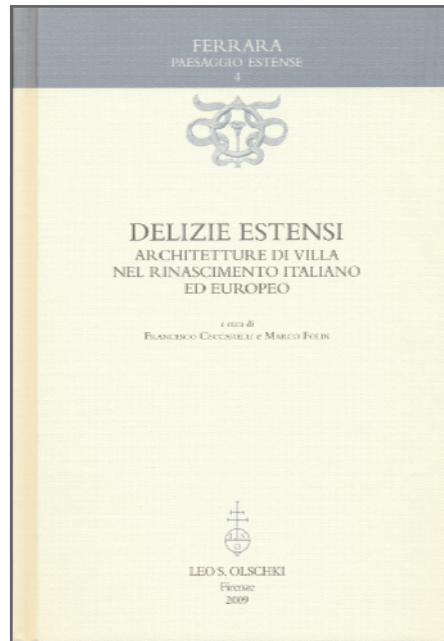 FERRARA
PAESAGGIO ESTENSE
4
DELIZIE ESTENSI
ARCHITETTURE DI VILLA
NEL RINASCIMENTO ITALIANO
ED EUROPEO
a cura di
FRANCESCO CECCARELLI e MARCO FOLIN
LEO S. OLSCHKI
Firenze
2009